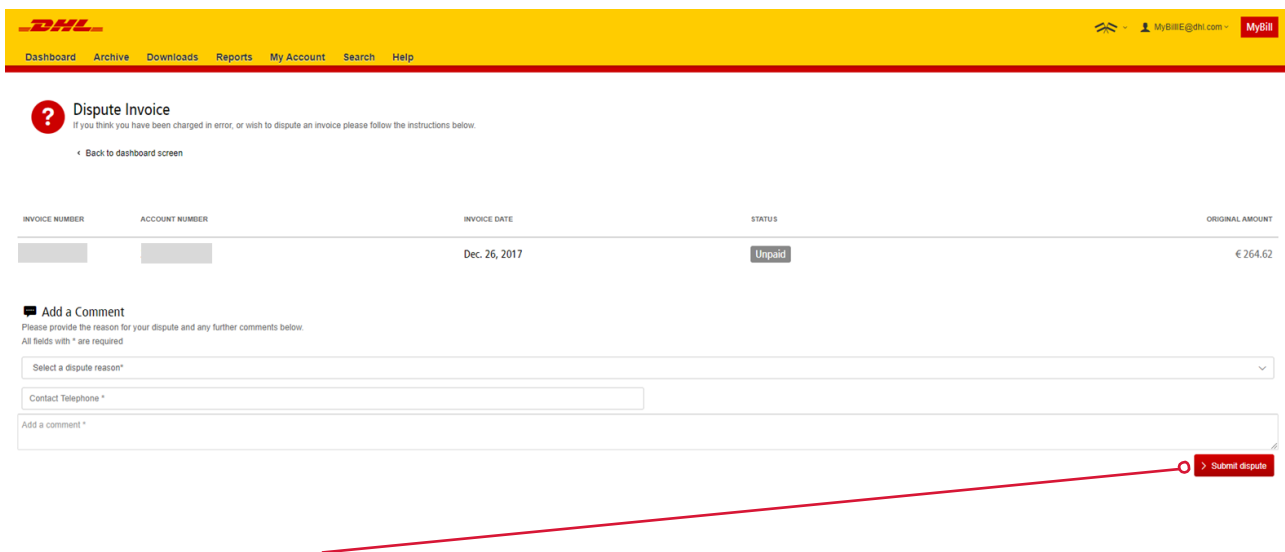 DHL
MyBillIE@dhl.com
MyBill
Dashboard Archive Downloads Reports My Account Search Help
?
Dispute Invoice
If you think you have been charged in error, or wish to dispute an invoice please follow the instructions below.
‹ Back to dashboard screen
INVOICE NUMBER ACCOUNT NUMBER INVOICE DATE STATUS ORIGINAL AMOUNT
Dec. 26, 2017 Unpaid € 264.62
Add a Comment
Please provide the reason for your dispute and any further comments below.
All fields with * are required
Select a dispute reason*
Contact Telephone *
Add a comment *
> Submit dispute